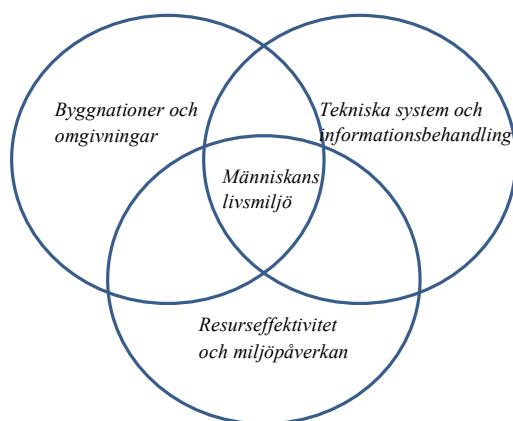 Byggnationer och
omgivningar
Tekniska system och
informationsbehandling
Människans
livsmiljö
Resurseffektivitet
och miljöpåverkan